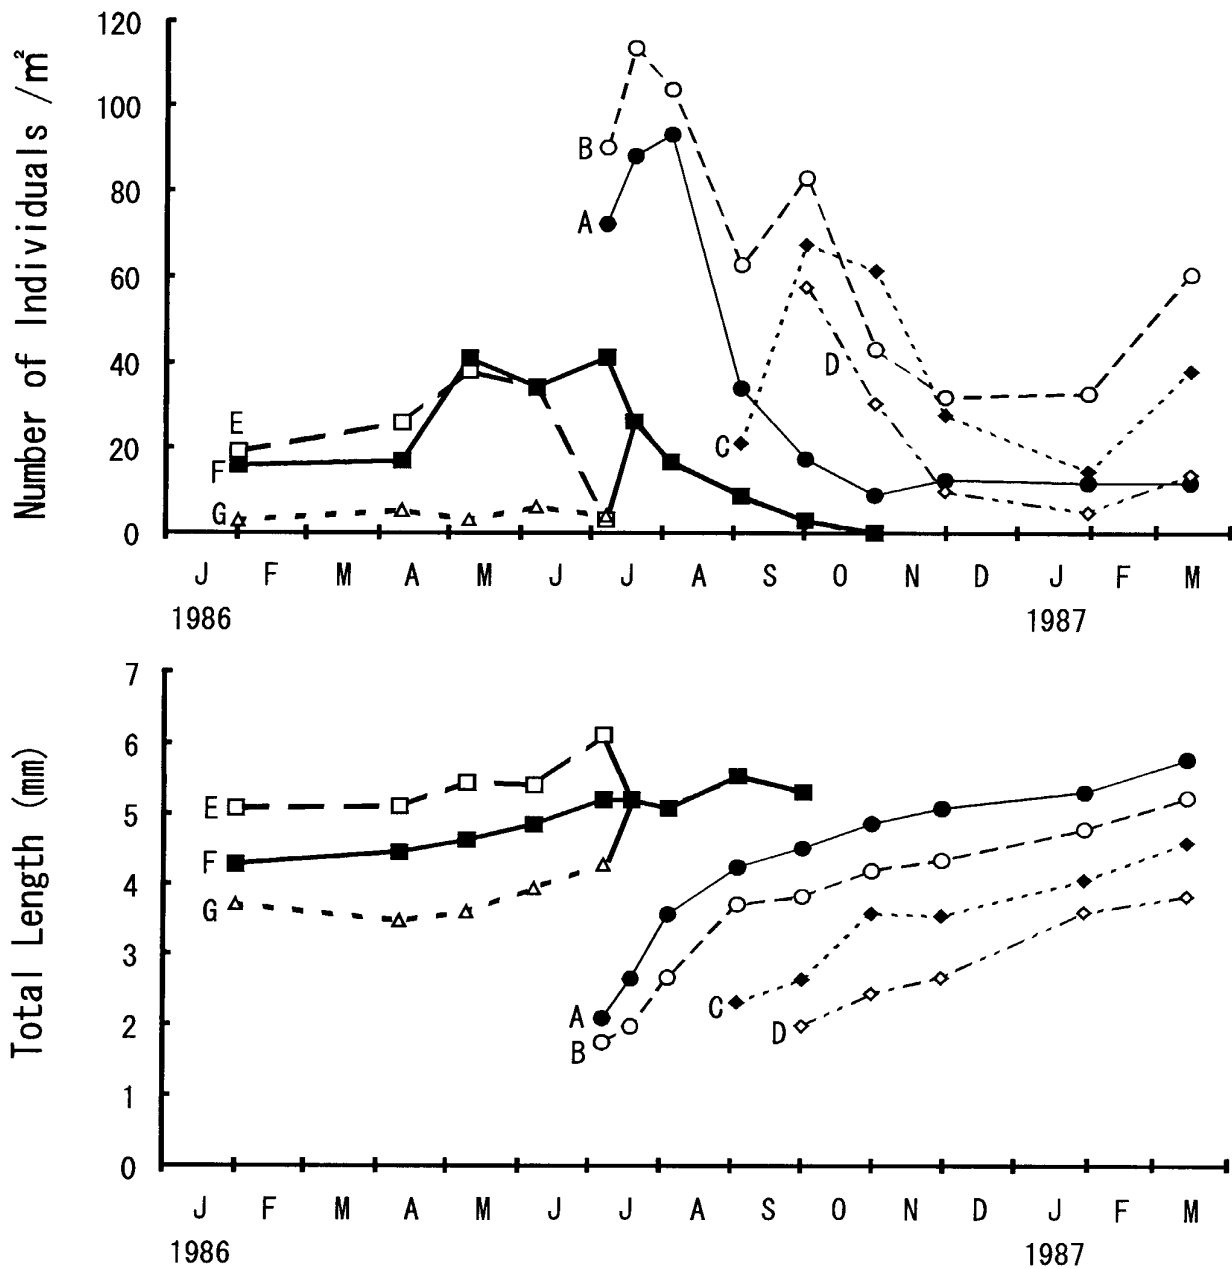 Number of Individuals /m²
120
100
80
60
40
20
0
B
A
D
C
E
F
G
J F M A M J J A S O N D J F M
1986 1987
Total Length (mm)
7
6
5
4
3
2
1
0
E
F
G
A
B
C
D
J F M A M J J A S O N D J F M
1986 1987